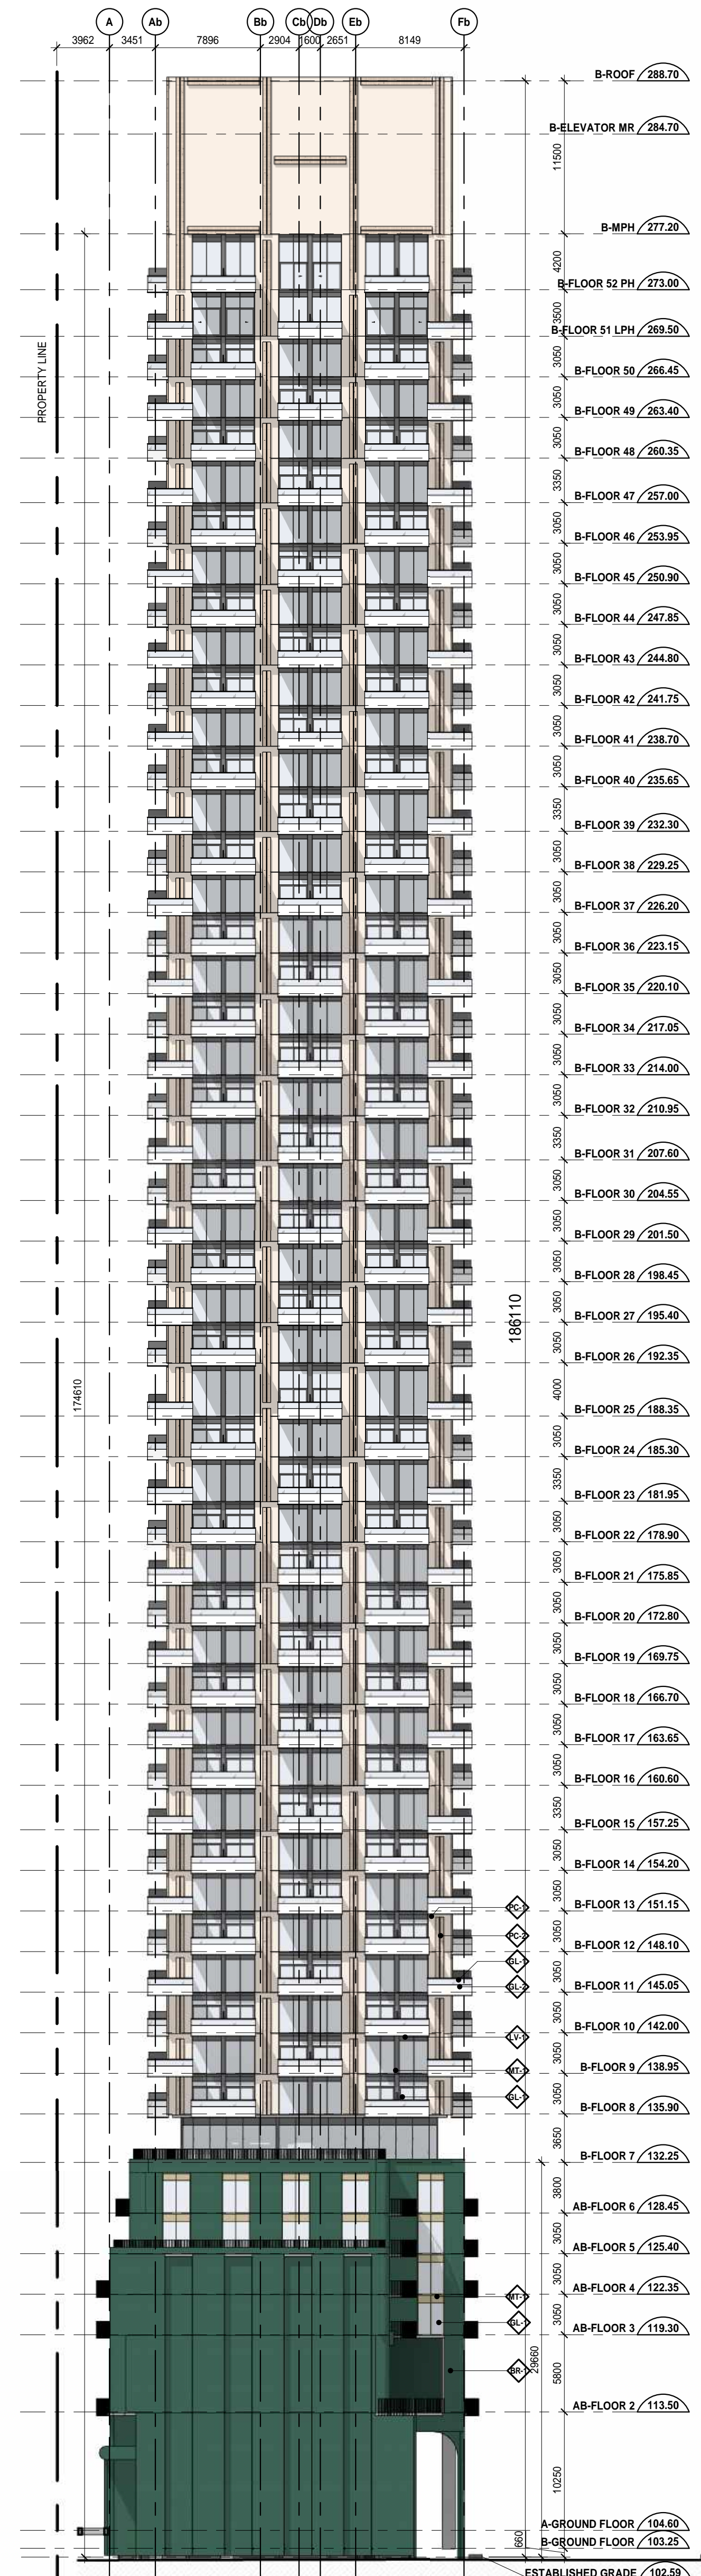 A Ab Bb Cb Db Eb Fb
3962 3451 7896 2904 1600 2651 8149
B-ROOF 288.70
B-ELEVATOR MR 284.70
11500
B-MPH 277.20
4200
B-FLOOR 52 PH 273.00
3500
B-FLOOR 51 LPH 269.50
PROPERTY LINE
3050
B-FLOOR 50 266.45
3050
B-FLOOR 49 263.40
3050
B-FLOOR 48 260.35
3350
B-FLOOR 47 257.00
3050
B-FLOOR 46 253.95
3050
B-FLOOR 45 250.90
3050
B-FLOOR 44 247.85
3050
B-FLOOR 43 244.80
3050
B-FLOOR 42 241.75
3050
B-FLOOR 41 238.70
3050
B-FLOOR 40 235.65
3350
B-FLOOR 39 232.30
3050
B-FLOOR 38 229.25
3050
B-FLOOR 37 226.20
3050
B-FLOOR 36 223.15
3050
B-FLOOR 35 220.10
3050
B-FLOOR 34 217.05
3050
B-FLOOR 33 214.00
3050
B-FLOOR 32 210.95
3350
B-FLOOR 31 207.60
3050
B-FLOOR 30 204.55
3050
B-FLOOR 29 201.50
3050
B-FLOOR 28 198.45
3050
B-FLOOR 27 195.40
186110
3050
B-FLOOR 26 192.35
174610
4000
B-FLOOR 25 188.35
3050
B-FLOOR 24 185.30
3350
B-FLOOR 23 181.95
3050
B-FLOOR 22 178.90
3050
B-FLOOR 21 175.85
3050
B-FLOOR 20 172.80
3050
B-FLOOR 19 169.75
3050
B-FLOOR 18 166.70
3050
B-FLOOR 17 163.65
3050
B-FLOOR 16 160.60
3350
B-FLOOR 15 157.25
3050
B-FLOOR 14 154.20
3050
PC-1
B-FLOOR 13 151.15
PC-2
3050
B-FLOOR 12 148.10
GL-1
3050
GL-2
B-FLOOR 11 145.05
3050
B-FLOOR 10 142.00
LV-1
3050
MT-1
B-FLOOR 9 138.95
3050
GL-1
B-FLOOR 8 135.90
3650
B-FLOOR 7 132.25
3800
AB-FLOOR 6 128.45
3050
AB-FLOOR 5 125.40
3050
AB-FLOOR 4 122.35
MT-1
3050
GL-1
AB-FLOOR 3 119.30
29660
BR-1
5800
AB-FLOOR 2 113.50
10250
A-GROUND FLOOR 104.60
B-GROUND FLOOR 103.25
660
ESTABLISHED GRADE 102.59